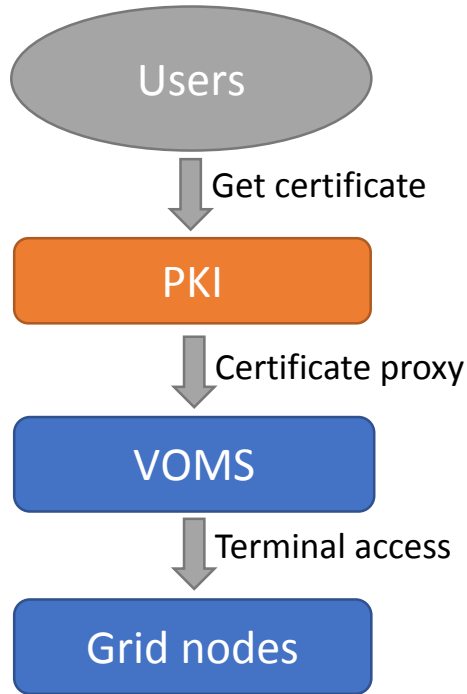 Users
Get certificate
PKI
Certificate proxy
VOMS
Terminal access
Grid nodes